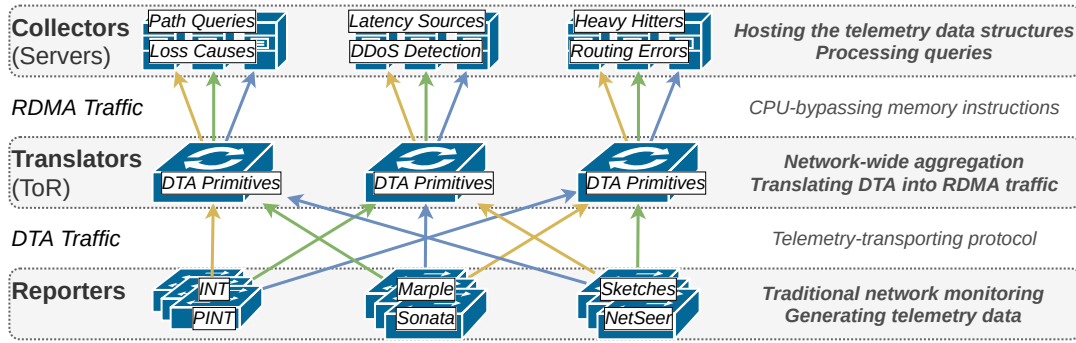 Collectors
(Servers)
Path Queries
Loss Causes
Latency Sources
DDoS Detection
Heavy Hitters
Routing Errors
Hosting the telemetry data structures
Processing queries
RDMA Traffic
CPU-bypassing memory instructions
Translators
(ToR)
DTA Primitives
DTA Primitives
DTA Primitives
Network-wide aggregation
Translating DTA into RDMA traffic
DTA Traffic
Telemetry-transporting protocol
Reporters
INT
PINT
Marple
Sonata
Sketches
NetSeer
Traditional network monitoring
Generating telemetry data